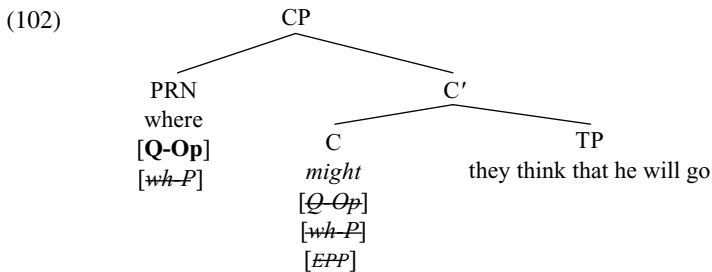 (102)
CP
PRN
C′
where
[Q-Op]
C
TP
[wh-P]
might
they think that he will go
[Q-Op]
[wh-P]
[EPP]